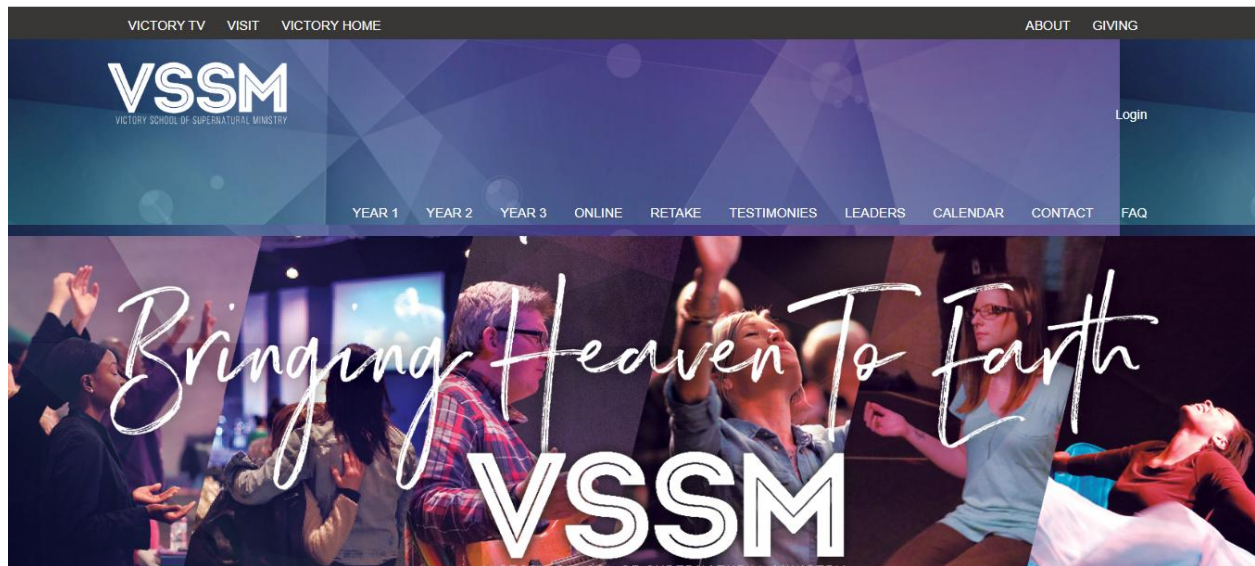 VICTORY TV VISIT VICTORY HOME ABOUT GIVING
VSSM
VICTORY SCHOOL OF SUPERNATURAL MINISTRY
Login
YEAR 1 YEAR 2 YEAR 3 ONLINE RETAKE TESTIMONIES LEADERS CALENDAR CONTACT FAQ
Bringing Heaven To Earth
VSSM